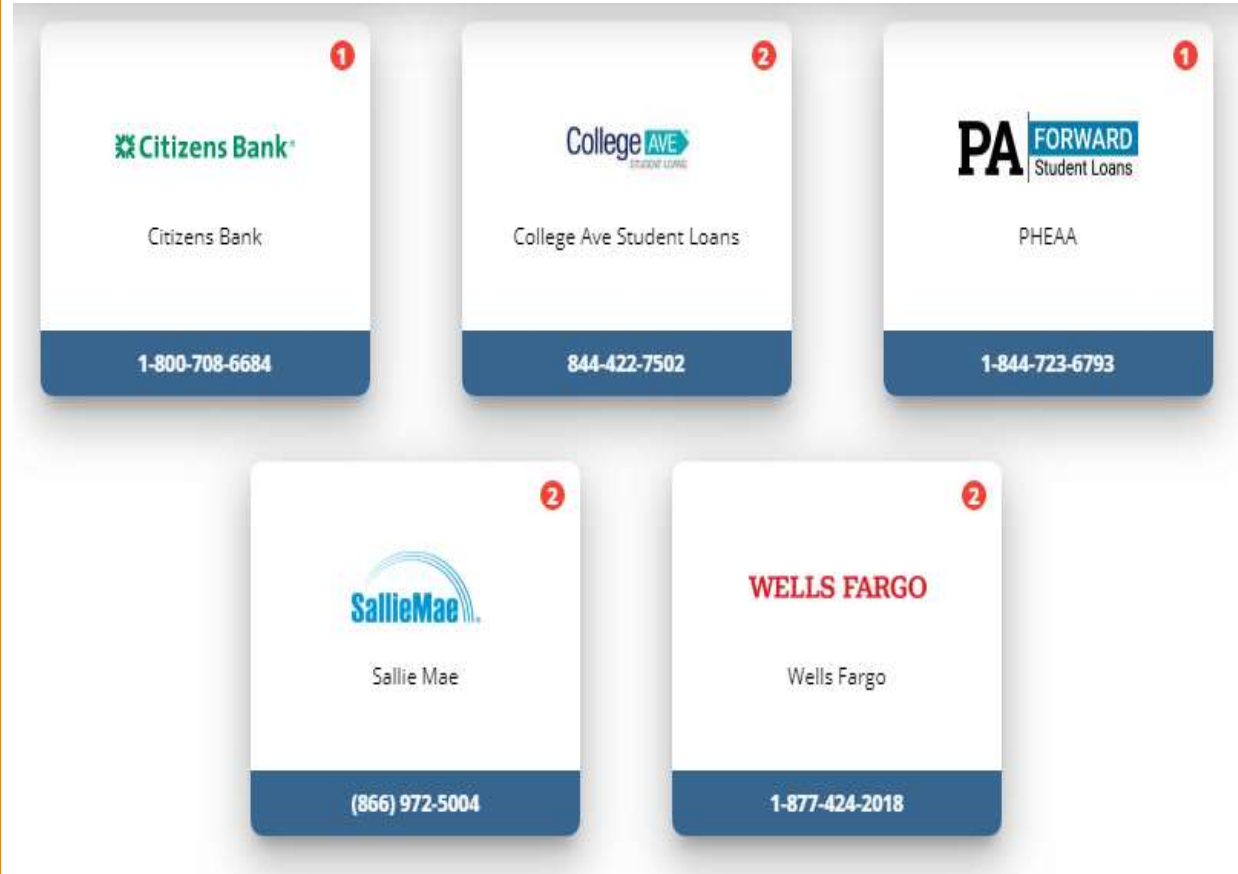 1
Citizens Bank®
Citizens Bank
1-800-708-6684
2
College AVE
STUDENT LOANS
College Ave Student Loans
844-422-7502
1
PA FORWARD
Student Loans
PHEAA
1-844-723-6793
2
SallieMae®
Sallie Mae
(866) 972-5004
2
WELLS FARGO
Wells Fargo
1-877-424-2018